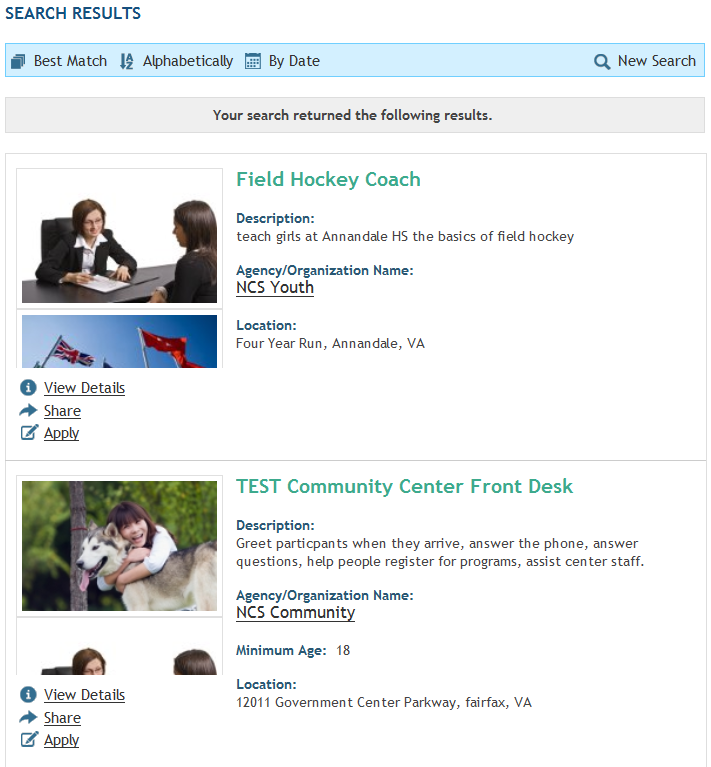 SEARCH RESULTS
Best Match Alphabetically By Date New Search
Your search returned the following results.
Field Hockey Coach
Description:
teach girls at Annandale HS the basics of field hockey
Agency/Organization Name:
NCS Youth
Location:
Four Year Run, Annandale, VA
View Details
Share
Apply
TEST Community Center Front Desk
Description:
Greet particpants when they arrive, answer the phone, answer
questions, help people register for programs, assist center staff.
Agency/Organization Name:
NCS Community
Minimum Age: 18
Location:
12011 Government Center Parkway, fairfax, VA
View Details
Share
Apply